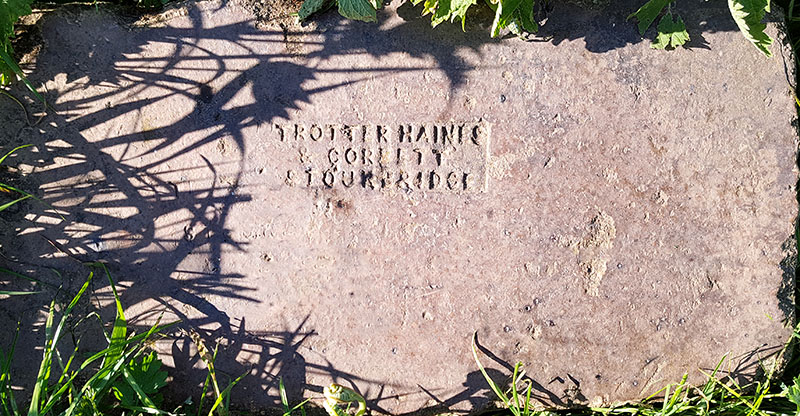 TROTTER HAINES
& CORBETT
STOURBRIDGE